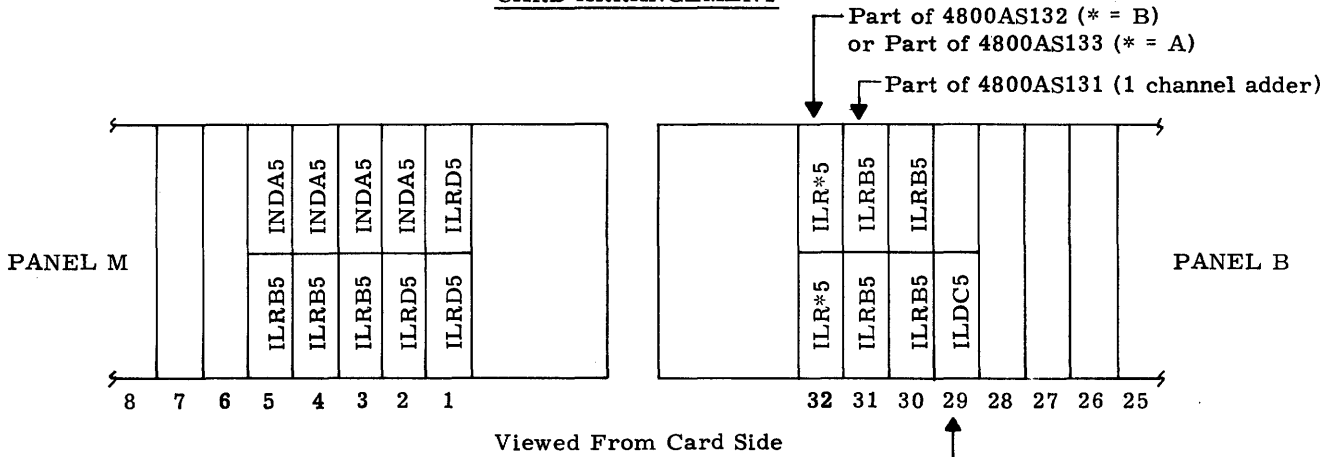 Part of 4800AS132 (* = B)
or Part of 4800AS133 (* = A)
Part of 4800AS131 (1 channel adder)
PANEL M
INDA5 INDA5 INDA5 INDA5 ILRD5
ILRB5 ILRB5 ILRB5 ILRD5 ILRD5
8 7 6 5 4 3 2 1
ILR*5 ILRB5 ILRB5
ILR*5 ILRB5 ILRB5 ILDC5
PANEL B
32 31 30 29 28 27 26 25
Viewed From Card Side